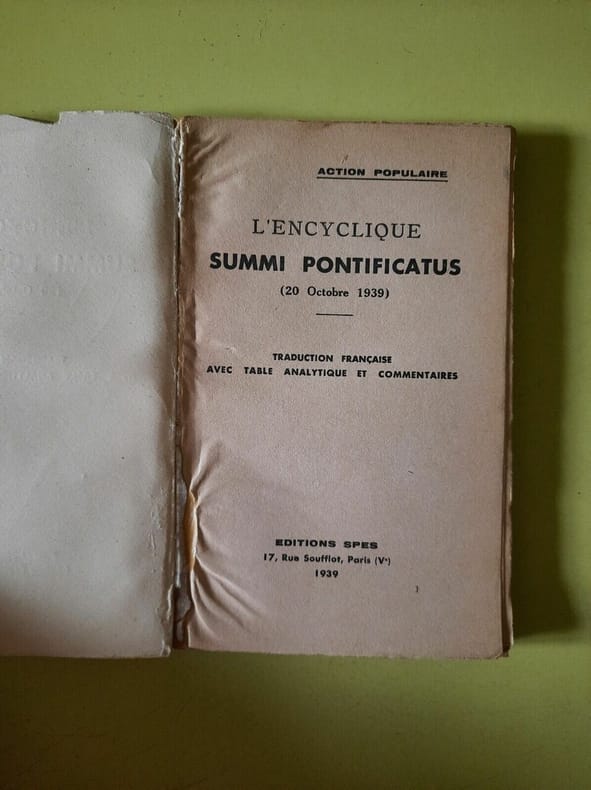 ACTION POPULAIRE
L'ENCYCLIQUE
SUMMI PONTIFICATUS
(20 Octobre 1939)
TRADUCTION FRANÇAISE
AVEC TABLE ANALYTIQUE ET COMMENTAIRES
EDITIONS SPES
17, Rue Soufflot, Paris (Vᵉ)
1939